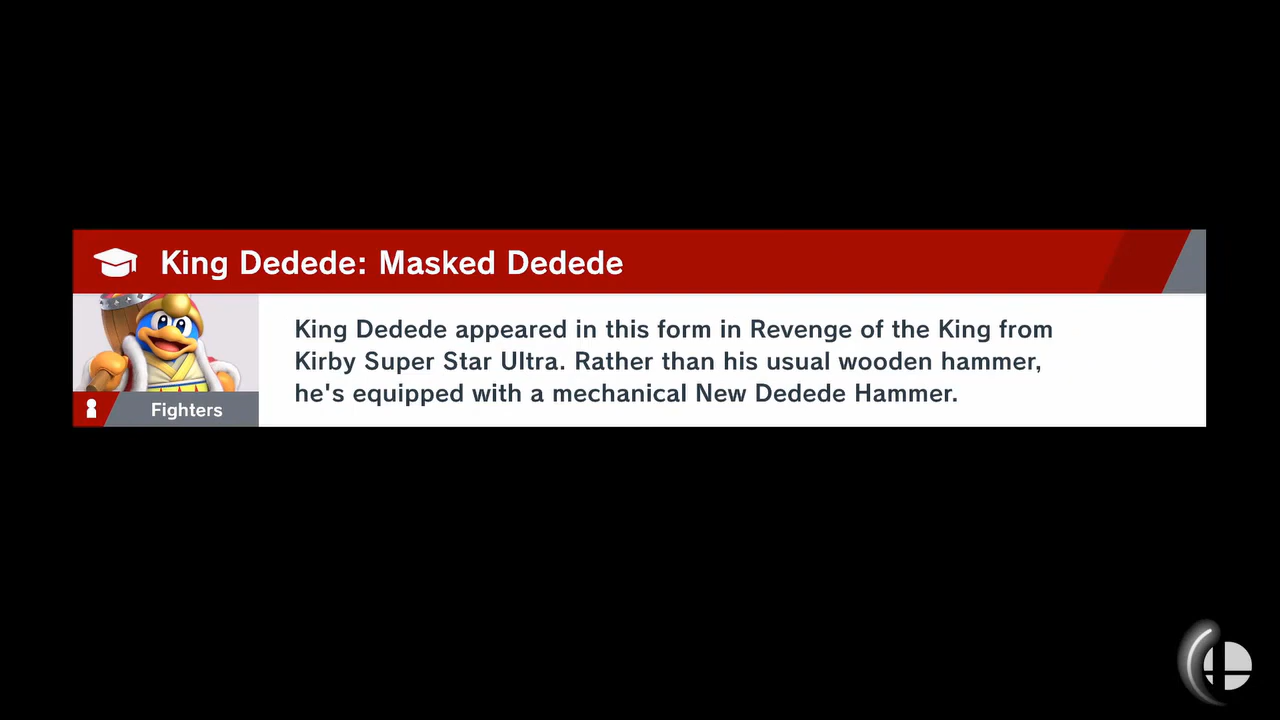 King Dedede: Masked Dedede
King Dedede appeared in this form in Revenge of the King from
Kirby Super Star Ultra. Rather than his usual wooden hammer,
he's equipped with a mechanical New Dedede Hammer.
Fighters